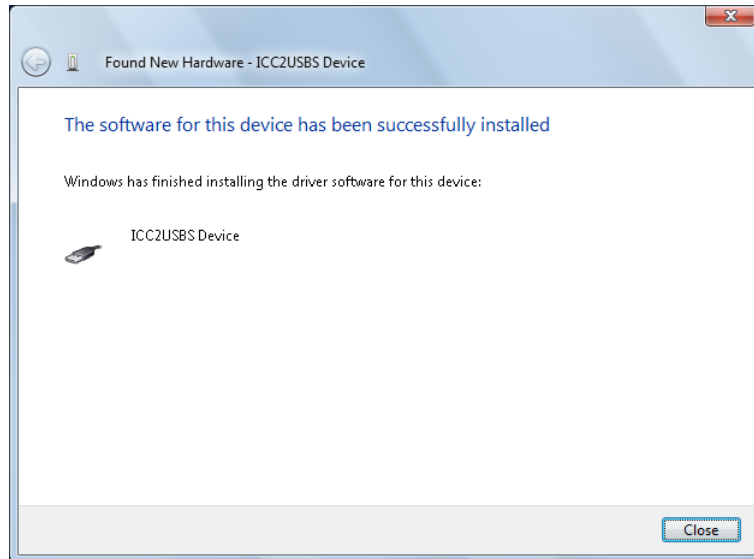 Found New Hardware - ICC2USBS Device
The software for this device has been successfully installed
Windows has finished installing the driver software for this device:
ICC2USBS Device
Close